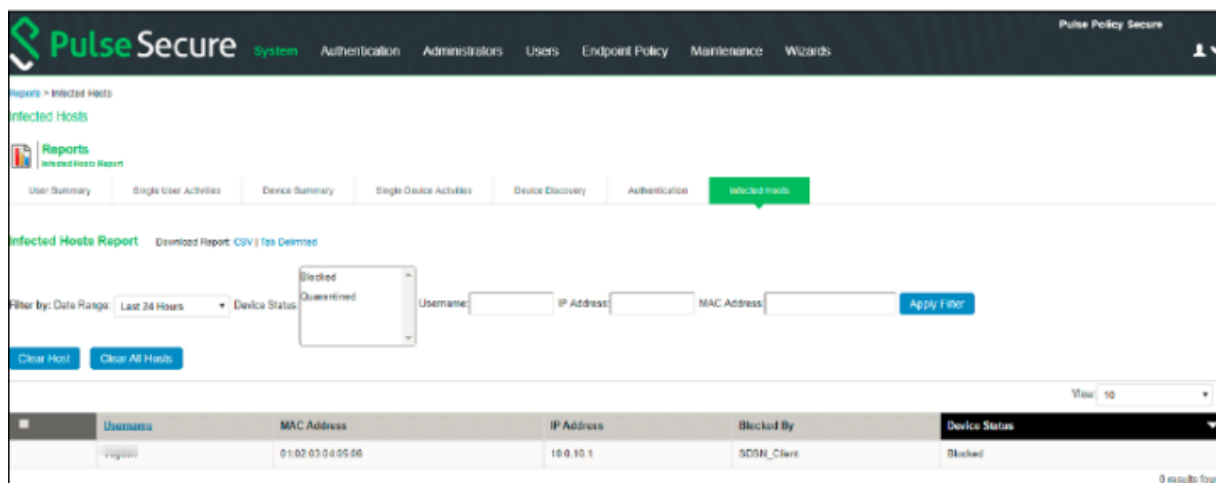 Pulse Policy Secure
Pulse Secure System Authentication Administrators Users Endpoint Policy Maintenance Wizards
Reports > Infected Hosts
Infected Hosts
Reports
Infected Hosts Report
User Summary Single User Activities Device Summary Single Device Activities Device Discovery Authentication Infected Hosts
Infected Hosts Report Download Report: CSV | Tab Delimited
Blocked
Quarantined
Filter by: Date Range: Last 24 Hours Device Status: Username: IP Address: MAC Address: Apply Filter
Clear Host Clear All Hosts
View: 10
Username MAC Address IP Address Blocked By Device Status
01:02:03:04:05:06 10.0.10.1 SDSN_Client Blocked
0 results